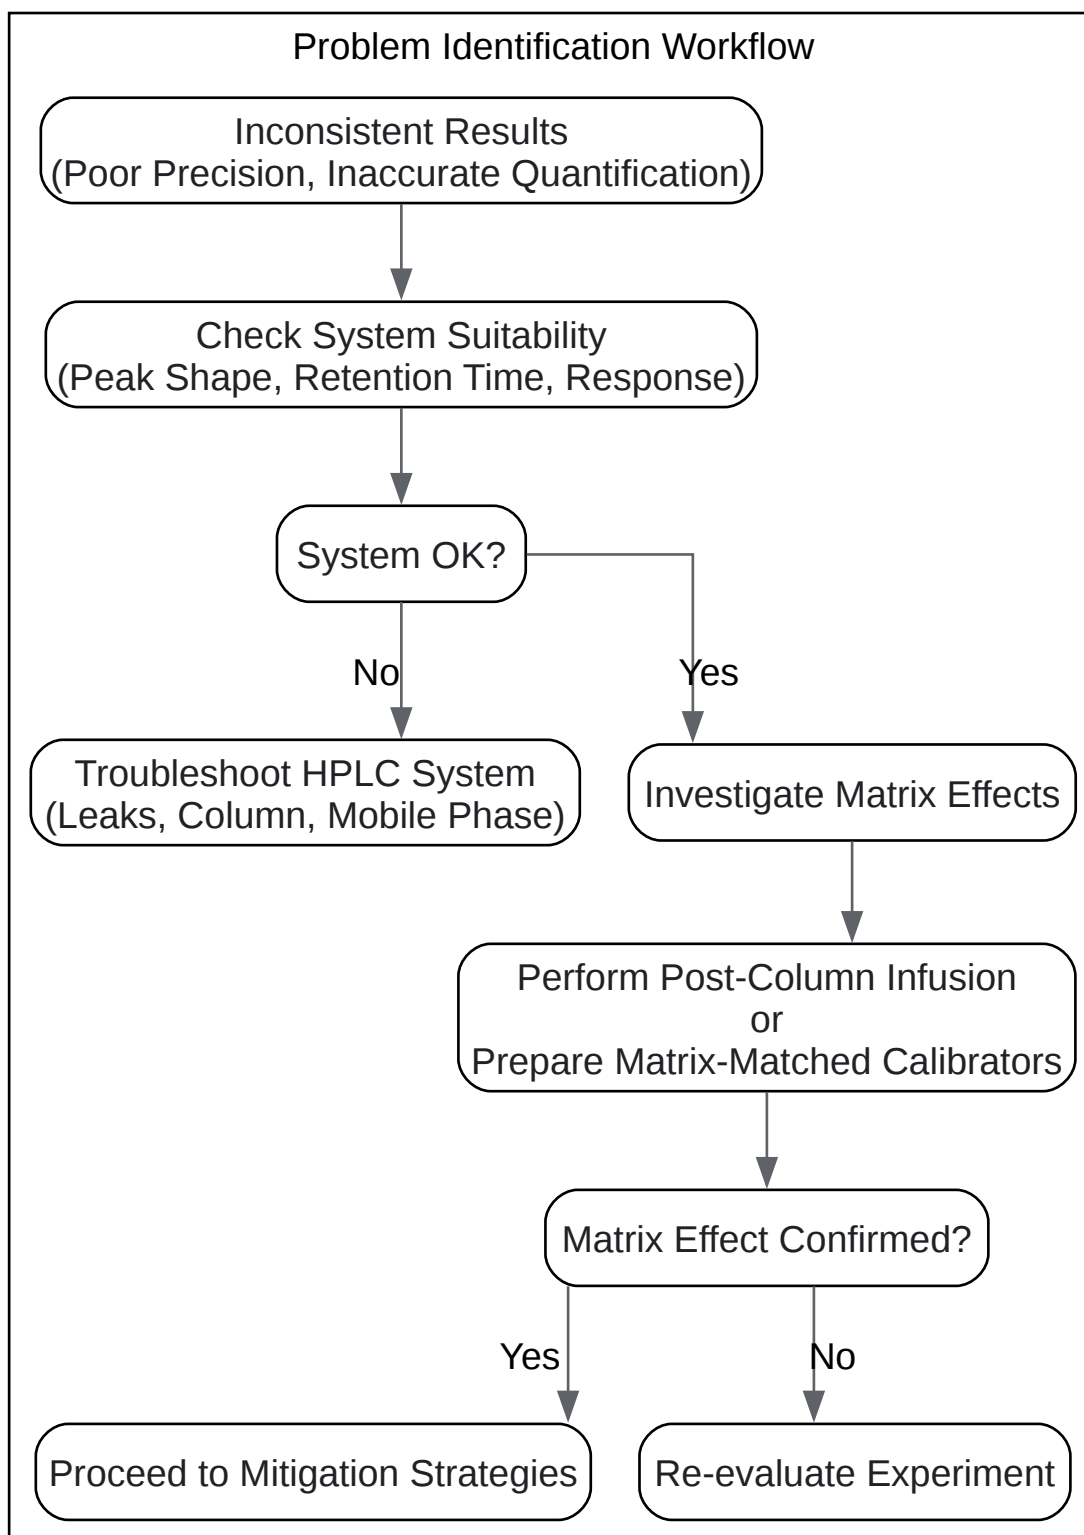 Problem Identification Workflow
Inconsistent Results
(Poor Precision, Inaccurate Quantification)
Check System Suitability
(Peak Shape, Retention Time, Response)
System OK?
No
Yes
Troubleshoot HPLC System
(Leaks, Column, Mobile Phase)
Investigate Matrix Effects
Perform Post-Column Infusion
or
Prepare Matrix-Matched Calibrators
Matrix Effect Confirmed?
Yes
No
Proceed to Mitigation Strategies
Re-evaluate Experiment